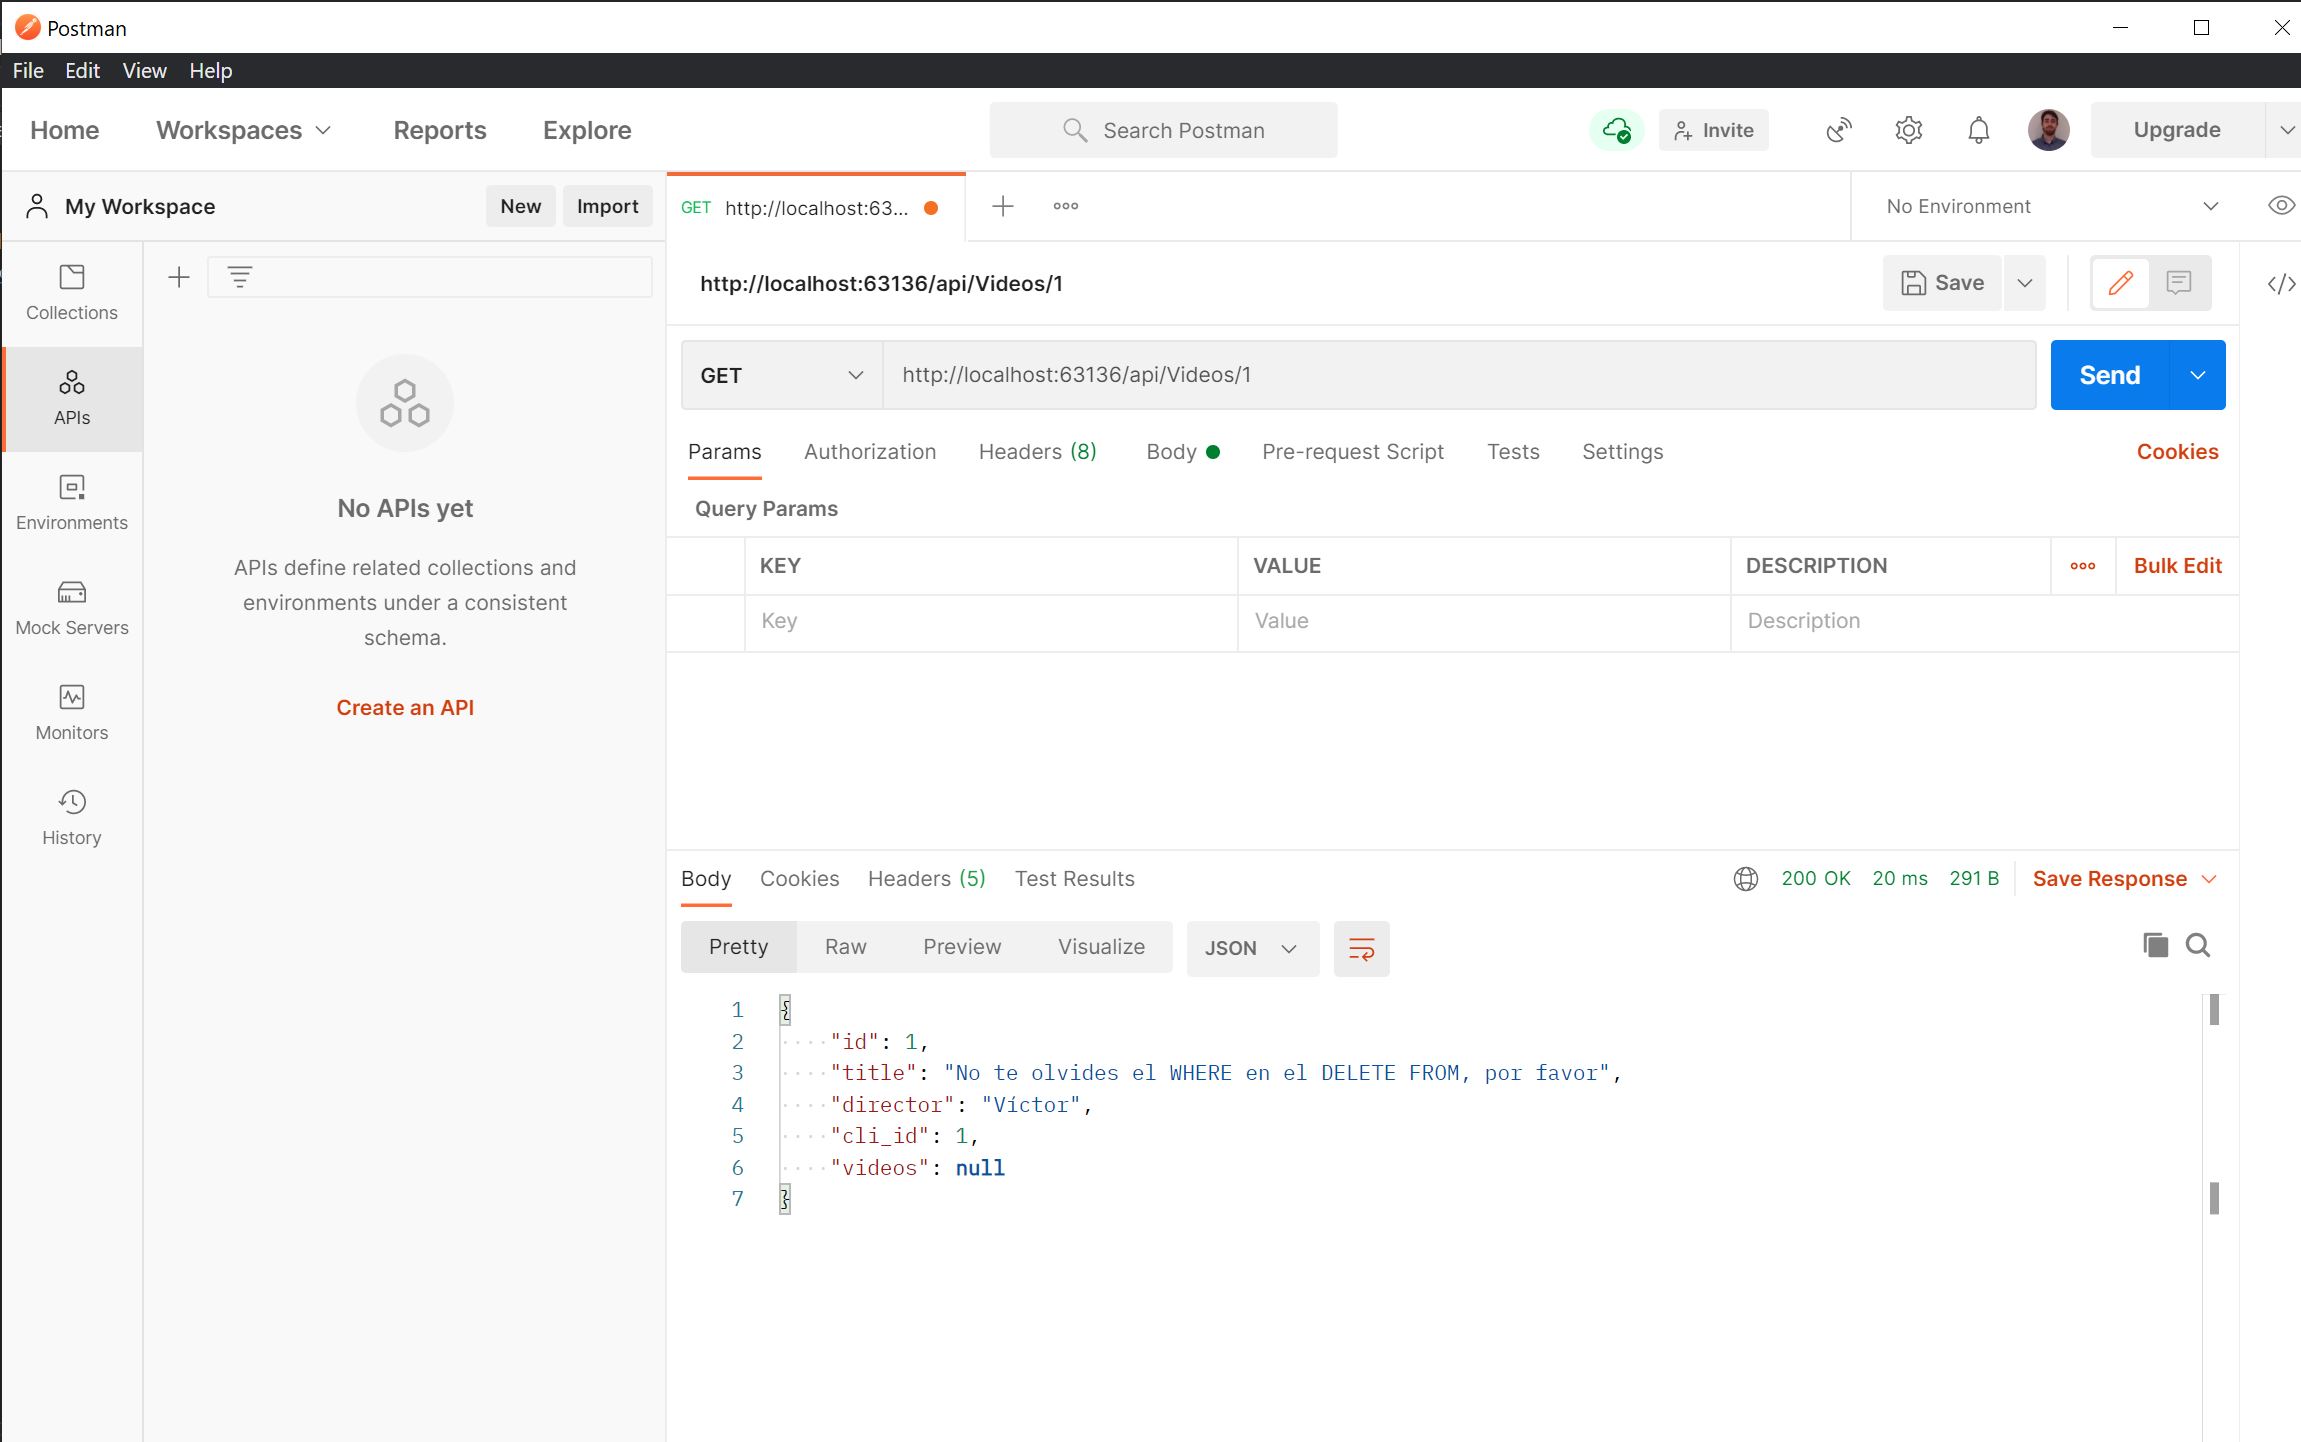 Postman
File Edit View Help
Home Workspaces Reports Explore Search Postman Invite Upgrade
My Workspace New Import GET http://localhost:63... No Environment
http://localhost:63136/api/Videos/1 Save
Collections
APIs
Environments
Mock Servers
Monitors
History
No APIs yet
APIs define related collections and
environments under a consistent
schema.
Create an API
GET http://localhost:63136/api/Videos/1 Send
Params Authorization Headers (8) Body Pre-request Script Tests Settings Cookies
Query Params
KEY VALUE DESCRIPTION Bulk Edit
Key Value Description
Body Cookies Headers (5) Test Results 200 OK 20 ms 291 B Save Response
Pretty Raw Preview Visualize JSON
1 {
2 "id": 1,
3 "title": "No te olvides el WHERE en el DELETE FROM, por favor",
4 "director": "Víctor",
5 "cli_id": 1,
6 "videos": null
7 }